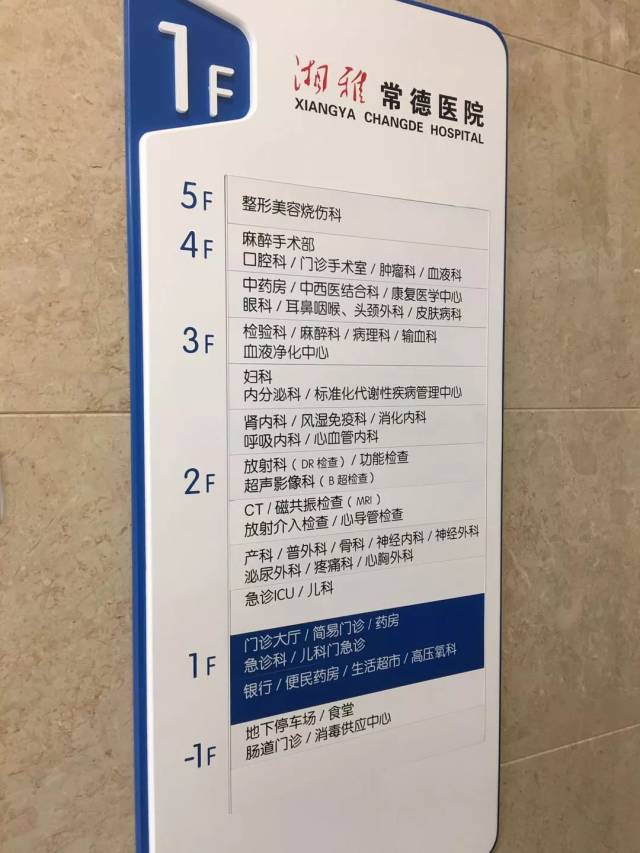 1F
湘雅 常德医院
XIANGYA CHANGDE HOSPITAL
5F
整形美容烧伤科
4F
麻醉手术部
口腔科 / 门诊手术室 / 肿瘤科 / 血液科
中药房 / 中西医结合科 / 康复医学中心
眼科 / 耳鼻咽喉、头颈外科 / 皮肤病科
3F
检验科 / 麻醉科 / 病理科 / 输血科
血液净化中心
妇科
内分泌科 / 标准化代谢性疾病管理中心
肾内科 / 风湿免疫科 / 消化内科
呼吸内科 / 心血管内科
2F
放射科（DR 检查）/ 功能检查
超声影像科（B 超检查）
CT / 磁共振检查（MRI）
放射介入检查 / 心导管检查
产科 / 普外科 / 骨科 / 神经内科 / 神经外科
泌尿外科 / 疼痛科 / 心胸外科
急诊ICU / 儿科
1F
门诊大厅 / 简易门诊 / 药房
急诊科 / 儿科门急诊
银行 / 便民药房 / 生活超市 / 高压氧科
-1F
地下停车场 / 食堂
肠道门诊 / 消毒供应中心